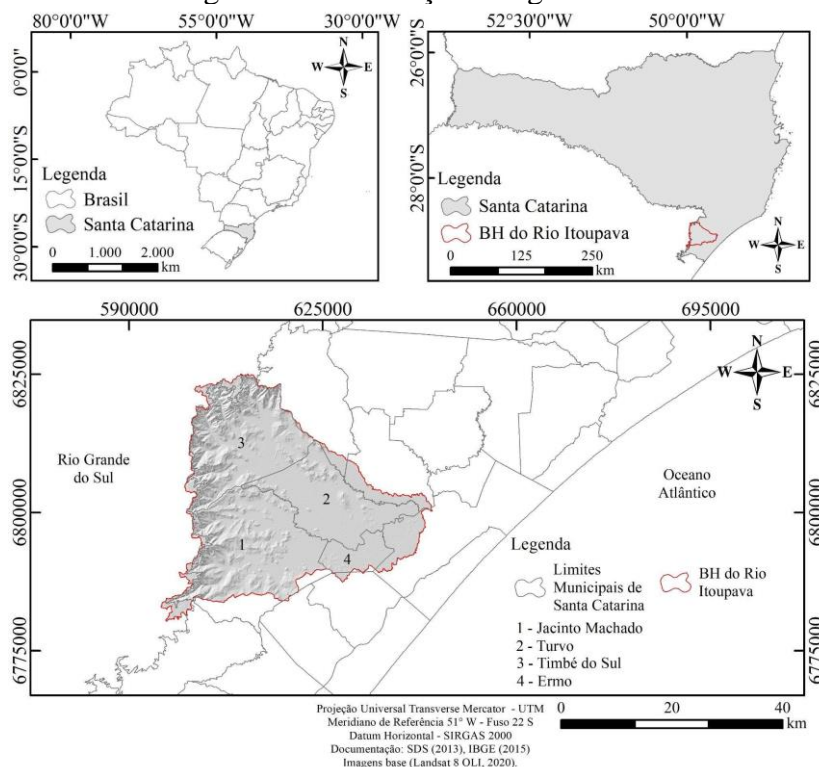 80°0'0"W
55°0'0"W
30°0'0"W
0°0'0"
15°0'0"S
30°0'0"S
N
W
E
S
Legenda
Brasil
Santa Catarina
0
1.000
2.000
km
52°30'0"W
50°0'0"W
26°0'0"S
28°0'0"S
Legenda
Santa Catarina
BH do Rio Itoupava
0
125
250
km
N
W
E
S
590000
625000
660000
695000
6825000
6800000
6775000
6825000
6800000
6775000
N
W
E
S
Rio Grande
do Sul
Oceano
Atlântico
3
2
1
4
Legenda
Limites
Municipais de
Santa Catarina
BH do Rio
Itoupava
1 - Jacinto Machado
2 - Turvo
3 - Timbé do Sul
4 - Ermo
Projeção Universal Transverse Mercator - UTM
Meridiano de Referência 51° W - Fuso 22 S
Datum Horizontal - SIRGAS 2000
Documentação: SDS (2013), IBGE (2015)
Imagens base (Landsat 8 OLI, 2020).
0
20
40
km